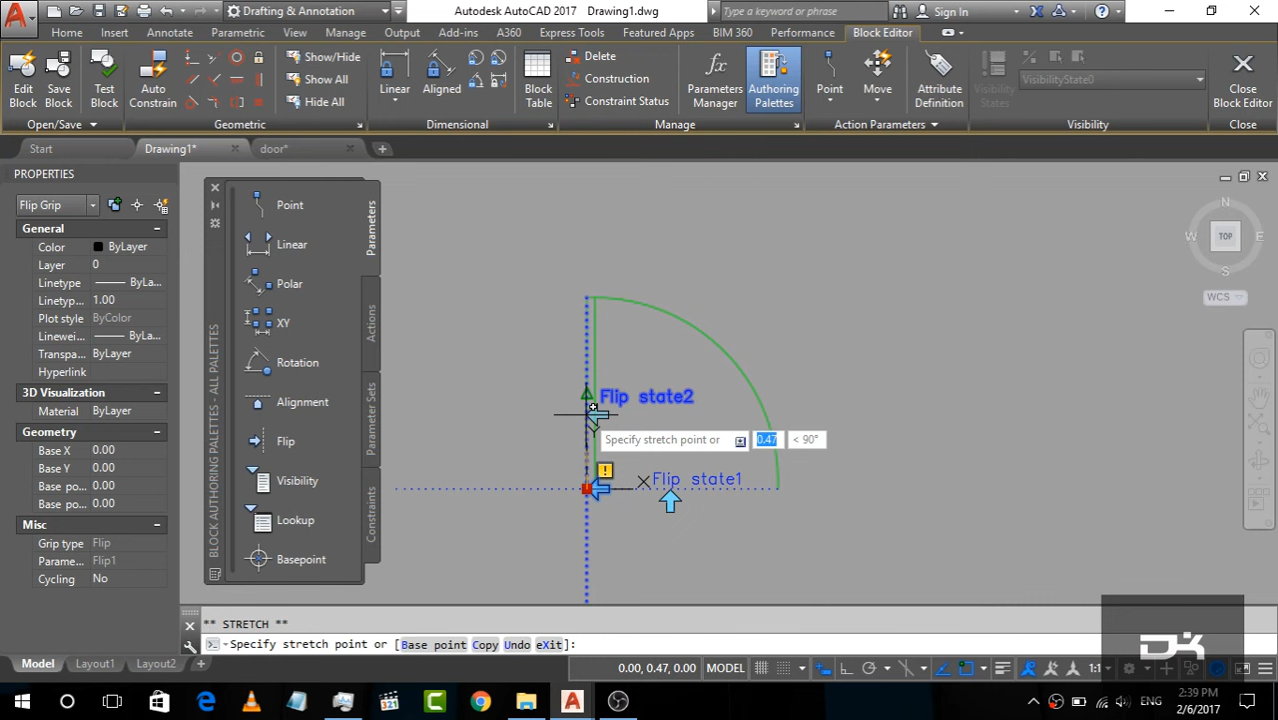 Drafting & Annotation
Autodesk AutoCAD 2017 Drawing1.dwg
Type a keyword or phrase
Sign In
Home Insert Annotate Parametric View Manage Output Add-ins A360 Express Tools Featured Apps BIM 360 Performance Block Editor
Edit Block
Save Block
Test Block
Auto Constrain
Show/Hide
Show All
Hide All
Linear
Aligned
Block Table
Delete
Construction
Constraint Status
Parameters Manager
Authoring Palettes
Point
Move
Attribute Definition
Visibility States
VisibilityState0
Close Block Editor
Open/Save Geometric Dimensional Manage Action Parameters Visibility Close
Start Drawing1* door*
PROPERTIES
Flip Grip
General
Color ByLayer
Layer 0
Linetype ByLa...
Linetyp... 1.00
Plot style ByColor
Linewei... ByLa...
Transpa... ByLayer
Hyperlink
3D Visualization
Material ByLayer
Geometry
Base X 0.00
Base Y 0.00
Base po... 0.00
Base po... 0.00
Misc
Grip type Flip
Parame... Flip1
Cycling No
BLOCK AUTHORING PALETTES - ALL PALETTES
Point
Linear
Polar
XY
Rotation
Alignment
Flip
Visibility
Lookup
Basepoint
Parameters
Actions
Parameter Sets
Constraints
N
W TOP E
S
WCS
Flip state2
Specify stretch point or 0.47 < 90°
Flip state1
** STRETCH **
Specify stretch point or [Base point Copy Undo eXit]:
Model Layout1 Layout2 +
0.00, 0.47, 0.00 MODEL 1:1
DK
321
ENG
2:39 PM
2/6/2017